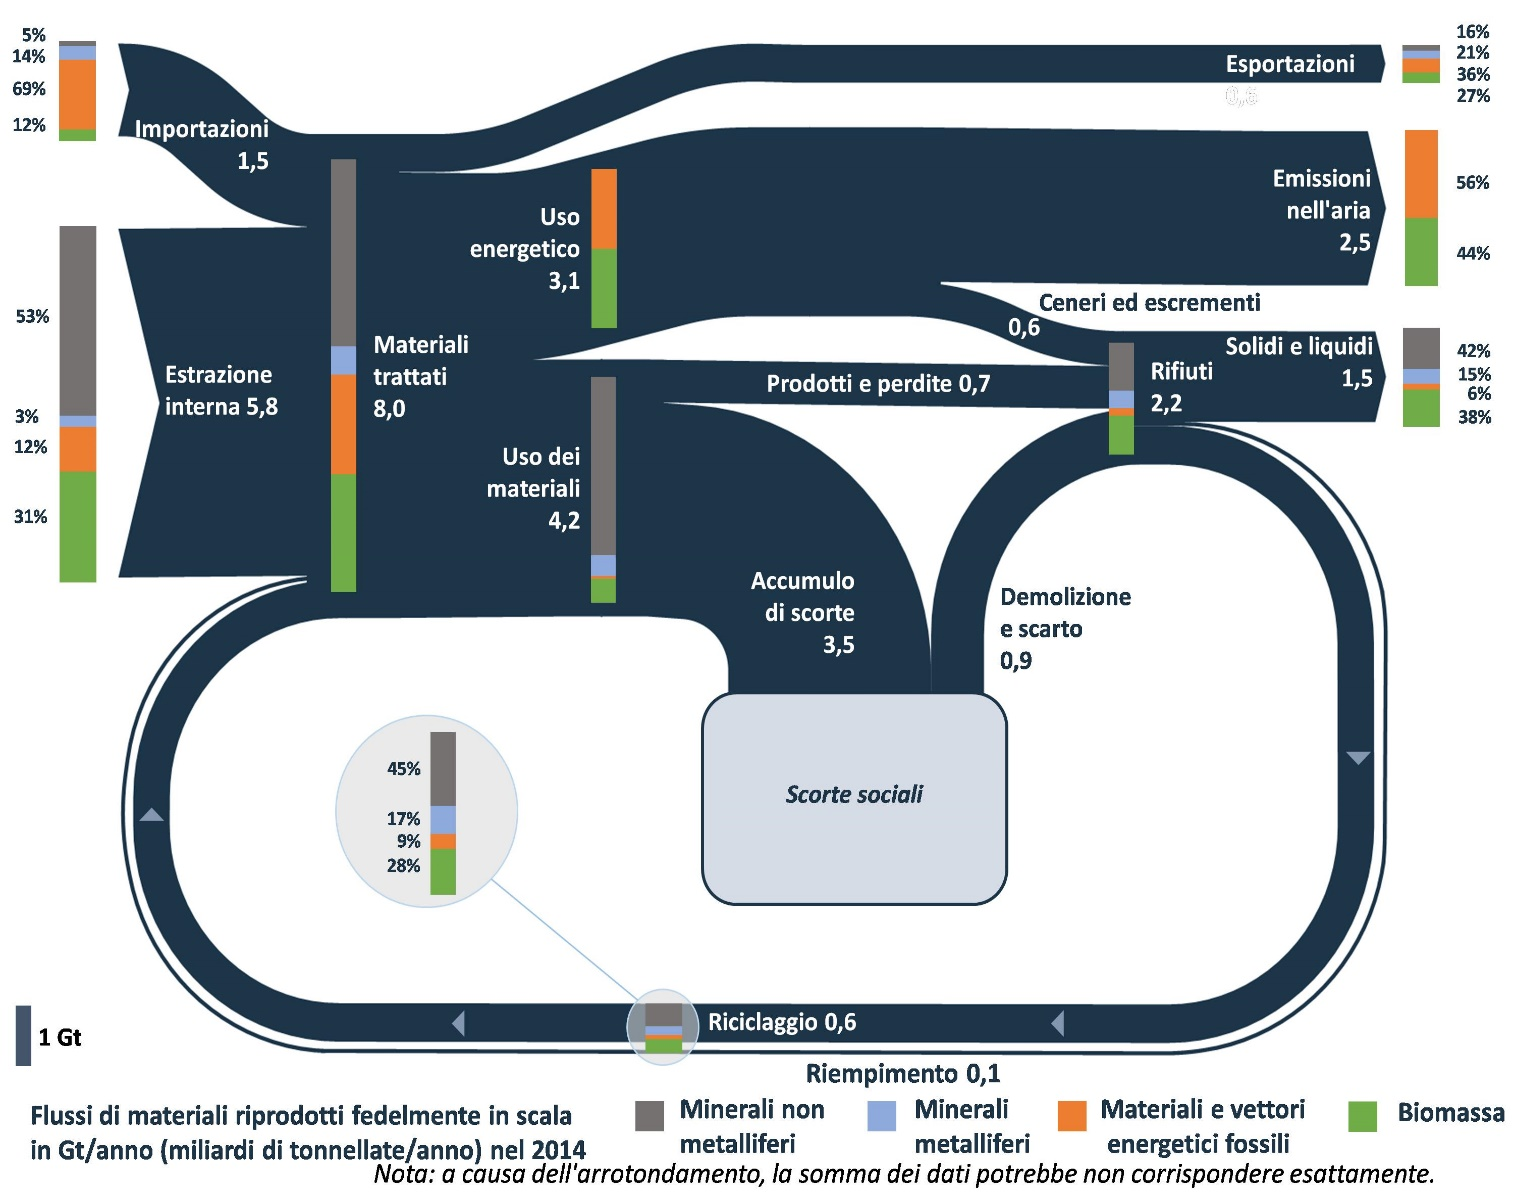 5%
14%
69%
12%
Importazioni
1,5
53%
3%
12%
31%
Estrazione
interna 5,8
Materiali
trattati
8,0
Uso
energetico
3,1
Uso dei
materiali
4,2
Esportazioni
0,6
16%
21%
36%
27%
Emissioni
nell'aria
2,5
56%
44%
Ceneri ed escrementi
0,6
Prodotti e perdite 0,7
Rifiuti
2,2
Solidi e liquidi
1,5
42%
15%
6%
38%
Accumulo
di scorte
3,5
Demolizione
e scarto
0,9
Scorte sociali
45%
17%
9%
28%
Riciclaggio 0,6
Riempimento 0,1
1 Gt
Flussi di materiali riprodotti fedelmente in scala
in Gt/anno (miliardi di tonnellate/anno) nel 2014
Minerali non
metalliferi
Minerali
metalliferi
Materiali e vettori
energetici fossili
Biomassa
Nota: a causa dell'arrotondamento, la somma dei dati potrebbe non corrispondere esattamente.